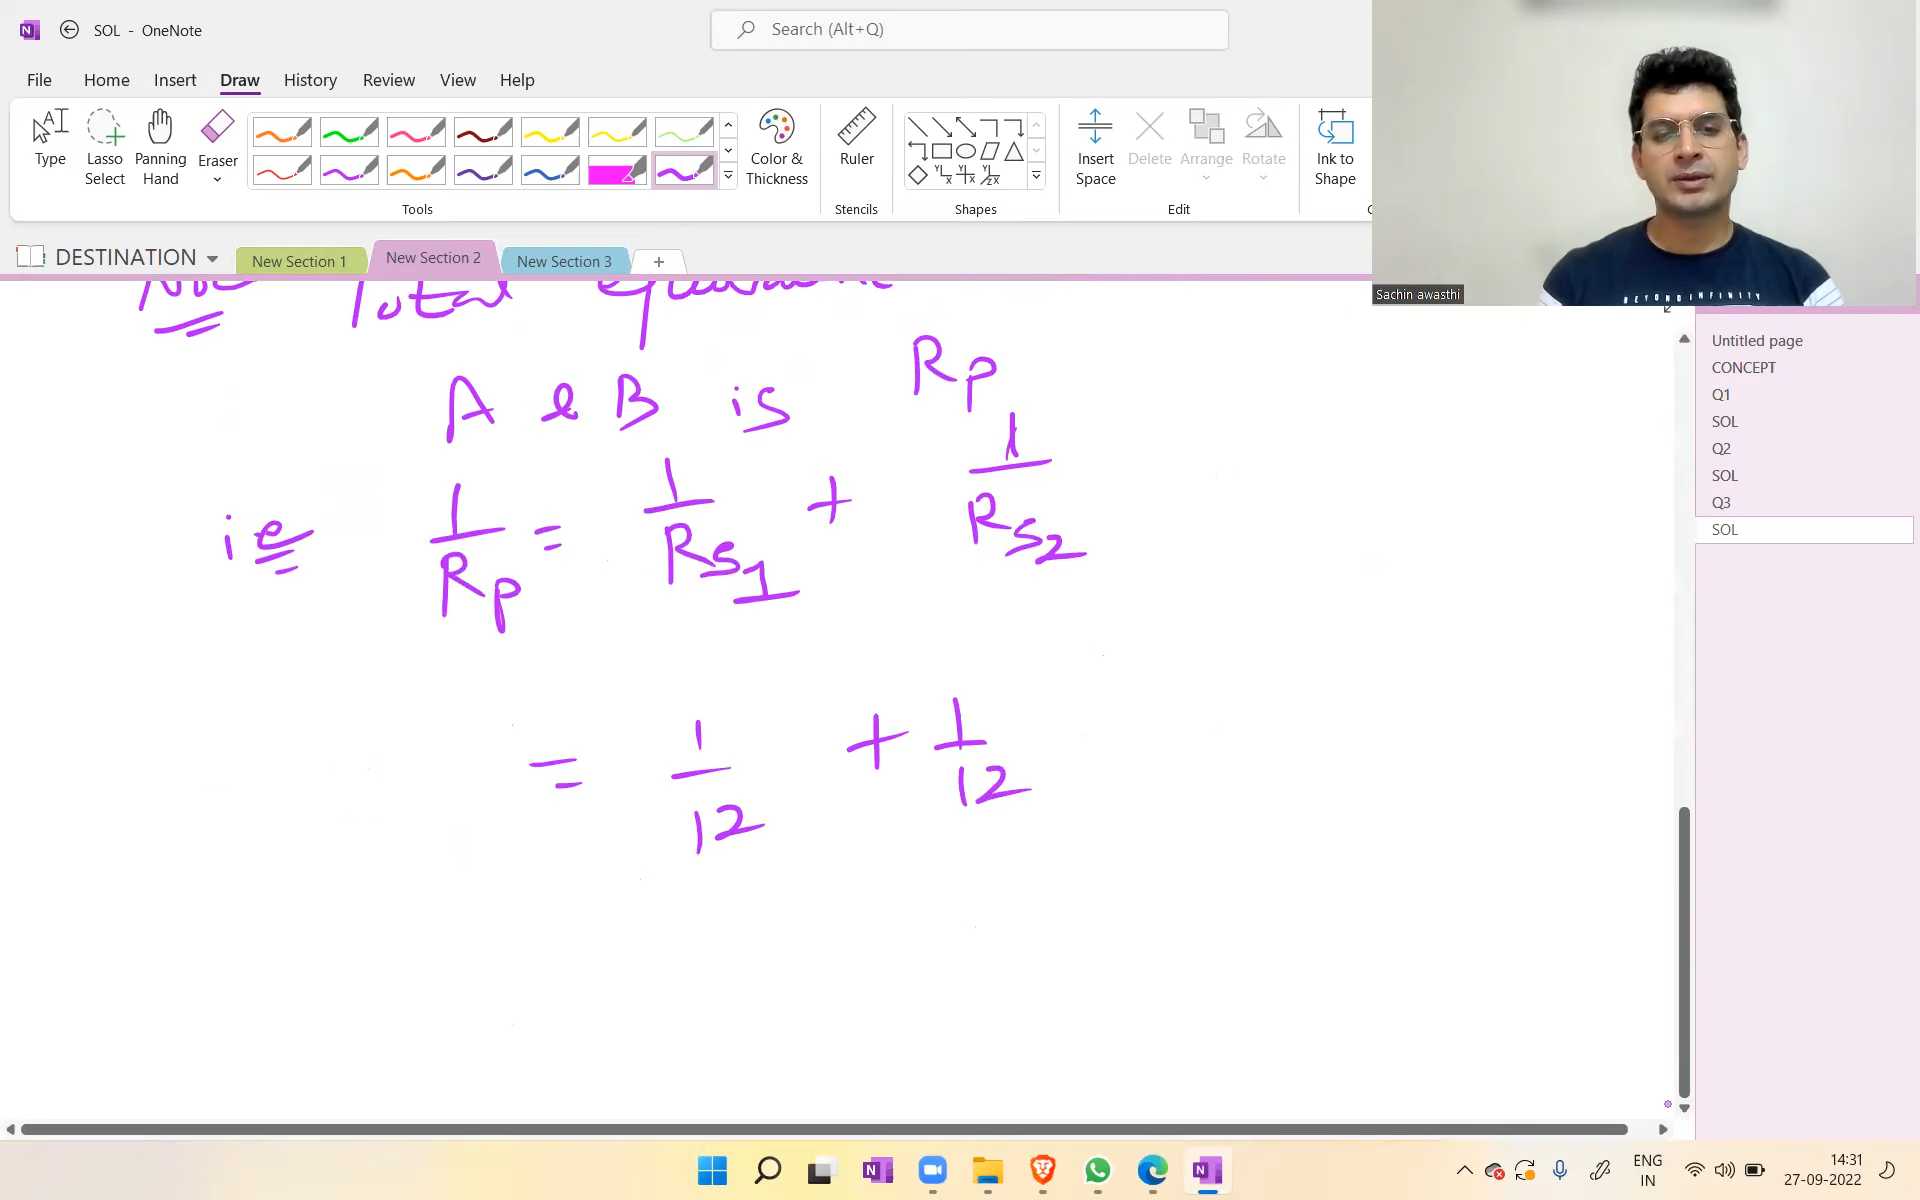 SOL - OneNote
Search (Alt+Q)
File Home Insert Draw History Review View Help
Type
Lasso Select
Panning Hand
Eraser
Color & Thickness
Ruler
Insert Space
Delete
Arrange
Rotate
Ink to Shape
Tools
Stencils
Shapes
Edit
DESTINATION
New Section 1
New Section 2
New Section 3
+
BEYOND INFINITY
Sachin awasthi
Untitled page
CONCEPT
Q1
SOL
Q2
SOL
Q3
SOL
Total
A & B is Rp
ie 1/Rp = 1/Rs1 + 1/Rs2
= 1/12 + 1/12
ENG
IN
14:31
27-09-2022